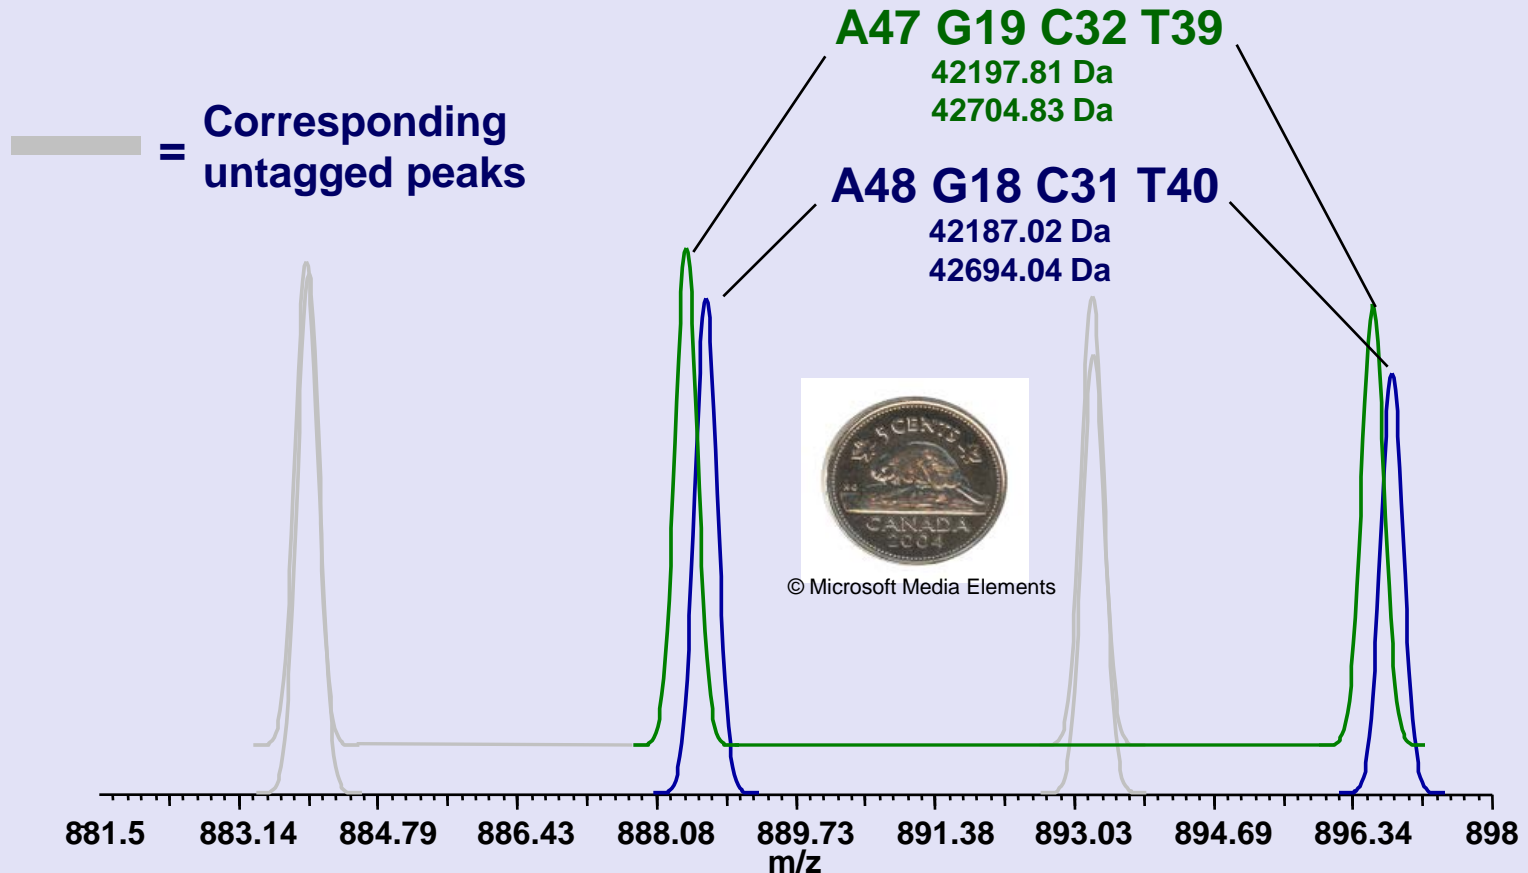 A47 G19 C32 T39
42197.81 Da
42704.83 Da
= Corresponding
untagged peaks
A48 G18 C31 T40
42187.02 Da
42694.04 Da
5 CENTS
CANADA
2004
© Microsoft Media Elements
881.5 883.14 884.79 886.43 888.08 889.73 891.38 893.03 894.69 896.34 898
m/z